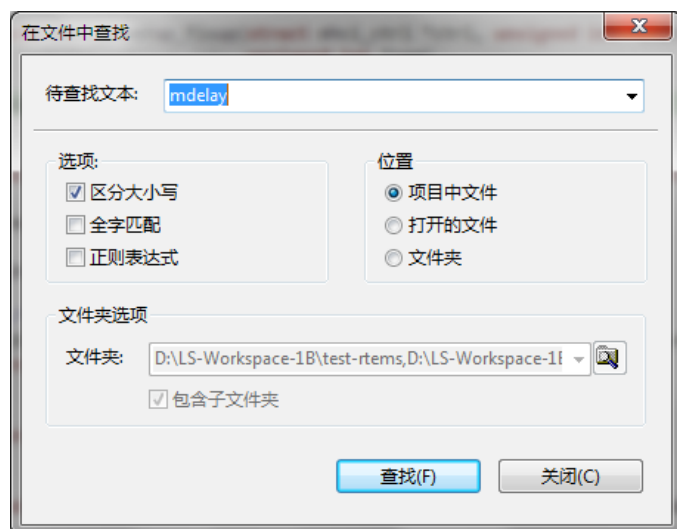 在文件中查找
待查找文本: mdelay
选项:
区分大小写
全字匹配
正则表达式
位置
项目中文件
打开的文件
文件夹
文件夹选项
文件夹: D:\LS-Workspace-1B\test-rtems,D:\LS-Workspace-1
包含子文件夹
查找(F) 关闭(C)